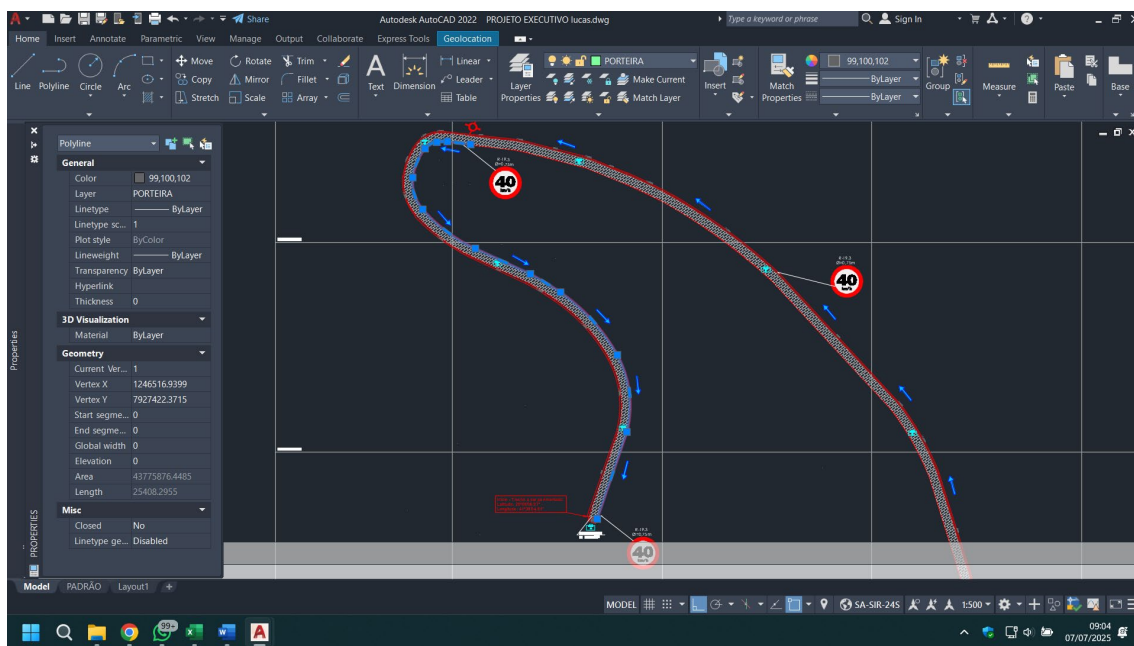 Share
Autodesk AutoCAD 2022 PROJETO EXECUTIVO lucas.dwg
Type a keyword or phrase
Sign In
Home Insert Annotate Parametric View Manage Output Collaborate Express Tools Geolocation
Line
Polyline
Circle
Arc
Move
Copy
Stretch
Rotate
Mirror
Scale
Trim
Fillet
Array
Text
Dimension
Linear
Leader
Table
Layer
Properties
PORTEIRA
Make Current
Match Layer
Insert
Match
Properties
99,100,102
ByLayer
ByLayer
Group
Measure
Paste
Base
Polyline
General
Color 99,100,102
Layer PORTEIRA
Linetype ByLayer
Linetype sc... 1
Plot style ByColor
Lineweight ByLayer
Transparency ByLayer
Hyperlink
Thickness 0
3D Visualization
Material ByLayer
Geometry
Current Ver... 1
Vertex X 1246516.9399
Vertex Y 7927422.3715
Start segme... 0
End segme... 0
Global width 0
Elevation 0
Area 43775876.4485
Length 25408.2955
Misc
Closed No
Linetype ge... Disabled
Properties
PROPERTIES
40
km/h
40
km/h
40
km/h
Model PADRÃO Layout1 +
MODEL
SA-SIR-24S
1:500
99+
09:04
07/07/2025